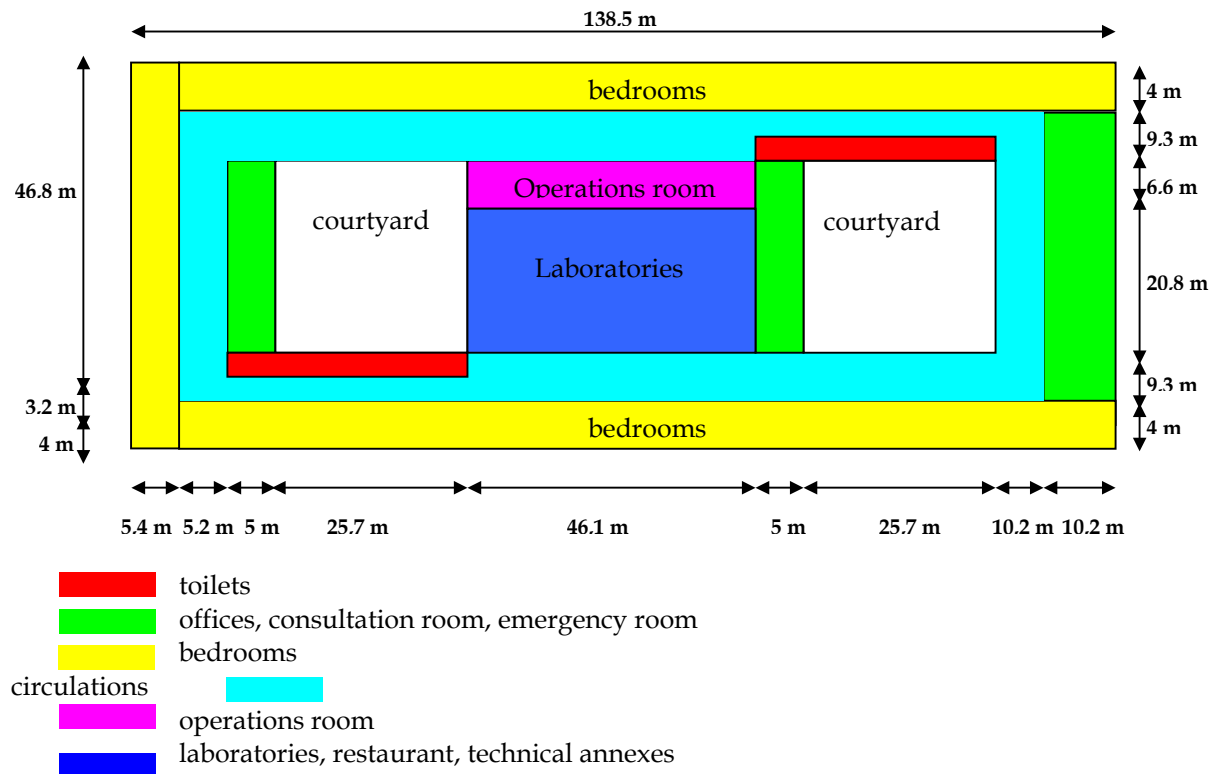 138.5 m
bedrooms
4 m
9.3 m
46.8 m
Operations room
6.6 m
courtyard
courtyard
Laboratories
20.8 m
9.3 m
3.2 m
bedrooms
4 m
4 m
5.4 m 5.2 m 5 m 25.7 m 46.1 m 5 m 25.7 m 10.2 m 10.2 m
toilets
offices, consultation room, emergency room
bedrooms
circulations
operations room
laboratories, restaurant, technical annexes